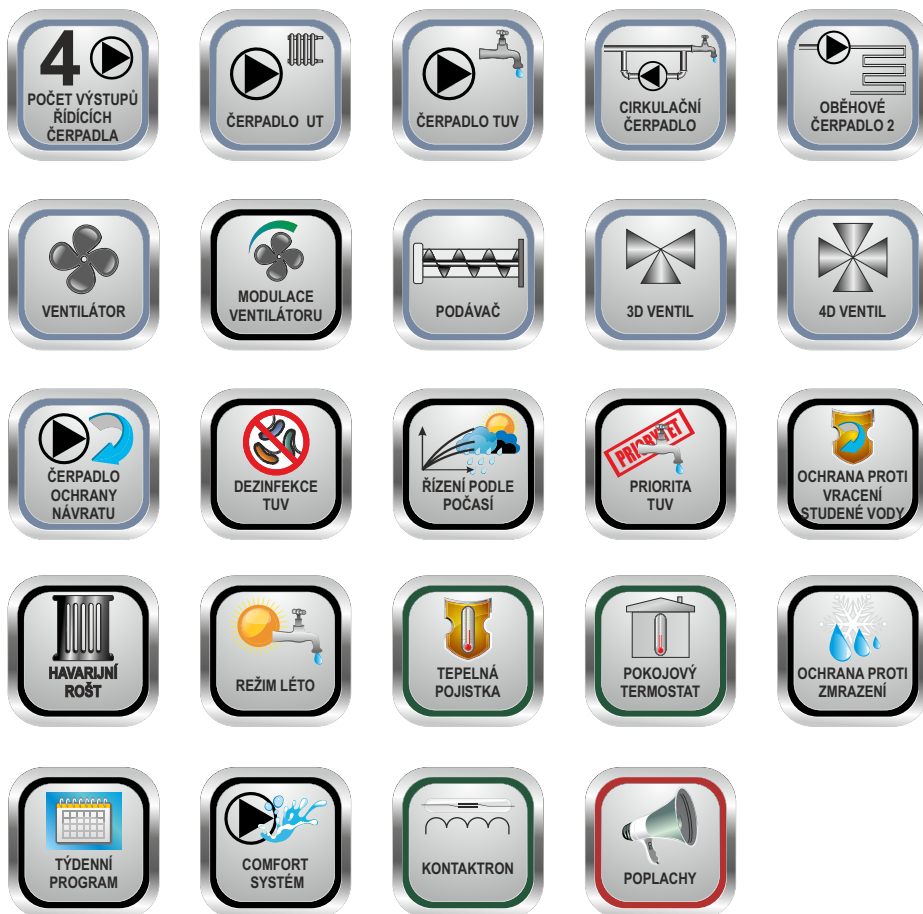 4
POČET VÝSTUPŮ
ŘÍDÍCÍCH
ČERPADLA
ČERPADLO UT
ČERPADLO TUV
CIRKULAČNÍ
ČERPADLO
OBĚHOVÉ
ČERPADLO 2
VENTILÁTOR
MODULACE
VENTILÁTORU
PODÁVAČ
3D VENTIL
4D VENTIL
ČERPADLO
OCHRANY
NÁVRATU
DEZINFEKCE
TUV
ŘÍZENÍ PODLE
POČASÍ
PRIORYTET
PRIORITA
TUV
OCHRANA PROTI
VRACENÍ
STUDENÉ VODY
HAVARIJNÍ
ROŠT
REŽIM LÉTO
TEPELNÁ
POJISTKA
POKOJOVÝ
TERMOSTAT
OCHRANA PROTI
ZMRAZENÍ
TÝDENNÍ
PROGRAM
COMFORT
SYSTÉM
KONTAKTRON
POPLACHY